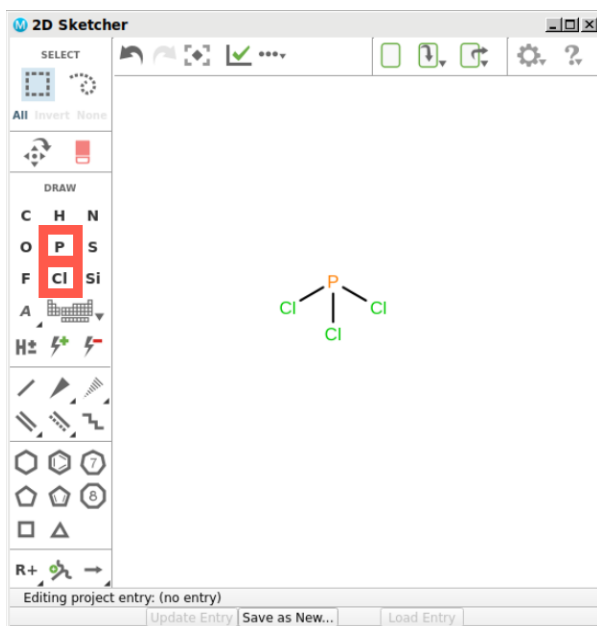 2D Sketcher
SELECT
All Invert None
DRAW
C H N
O P S
F Cl Si
A
H±
7
8
R+
P
Cl Cl
Cl
Editing project entry: (no entry)
Update Entry Save as New... Load Entry